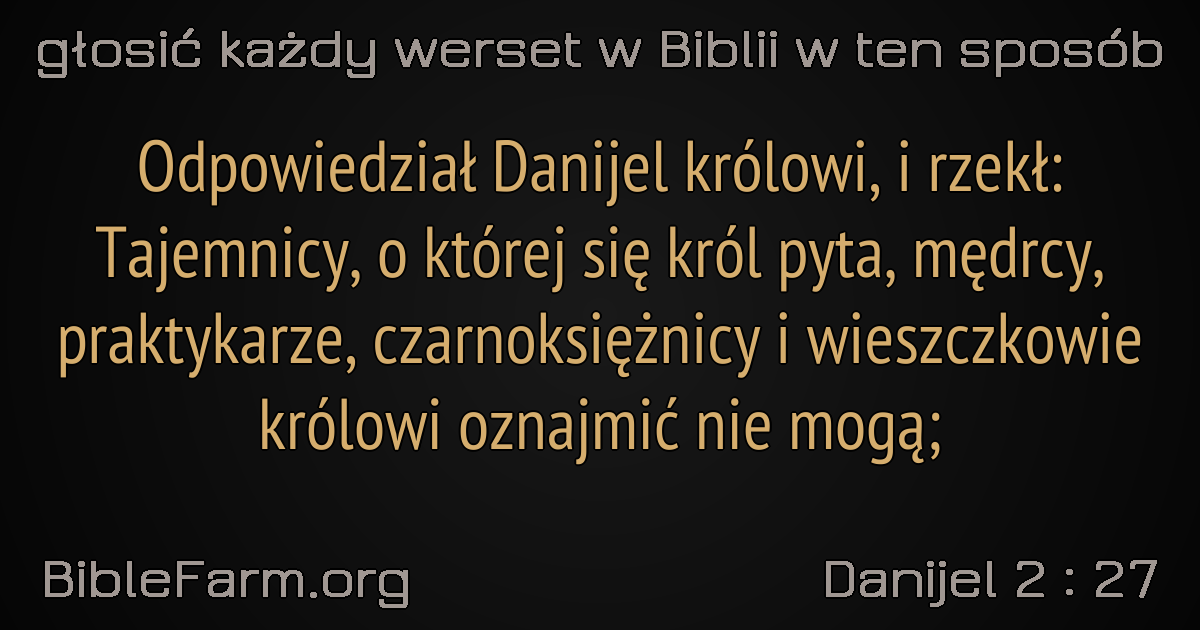 głosić każdy werset w Biblii w ten sposób
Odpowiedział Danijel królowi, i rzekł:
Tajemnicy, o której się król pyta, mędrcy,
praktykarze, czarnoksiężnicy i wieszczkowie
królowi oznajmić nie mogą;
BibleFarm.org
Danijel 2 : 27